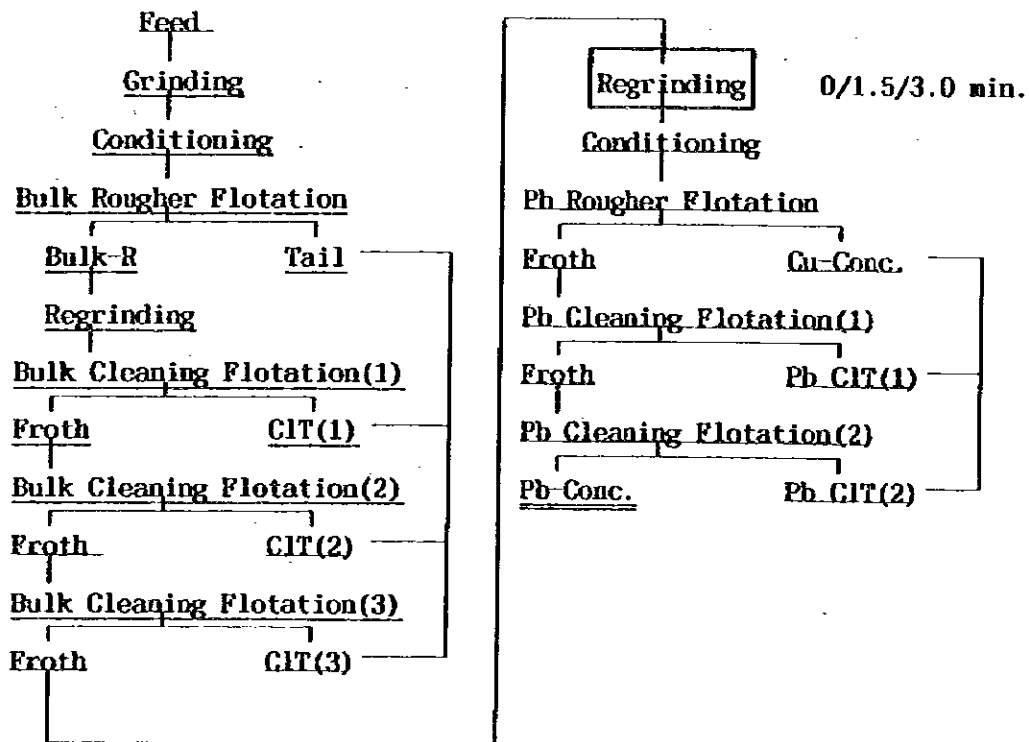 Feed
Grinding
Conditioning
Bulk Rougher Flotation
Bulk-R Tail
Regrinding
Bulk Cleaning Flotation(1)
Froth ClT(1)
Bulk Cleaning Flotation(2)
Froth ClT(2)
Bulk Cleaning Flotation(3)
Froth ClT(3)
Regrinding 0/1.5/3.0 min.
Conditioning
Pb Rougher Flotation
Froth Cu-Conc.
Pb Cleaning Flotation(1)
Froth Pb ClT(1)
Pb Cleaning Flotation(2)
Pb Conc. Pb ClT(2)